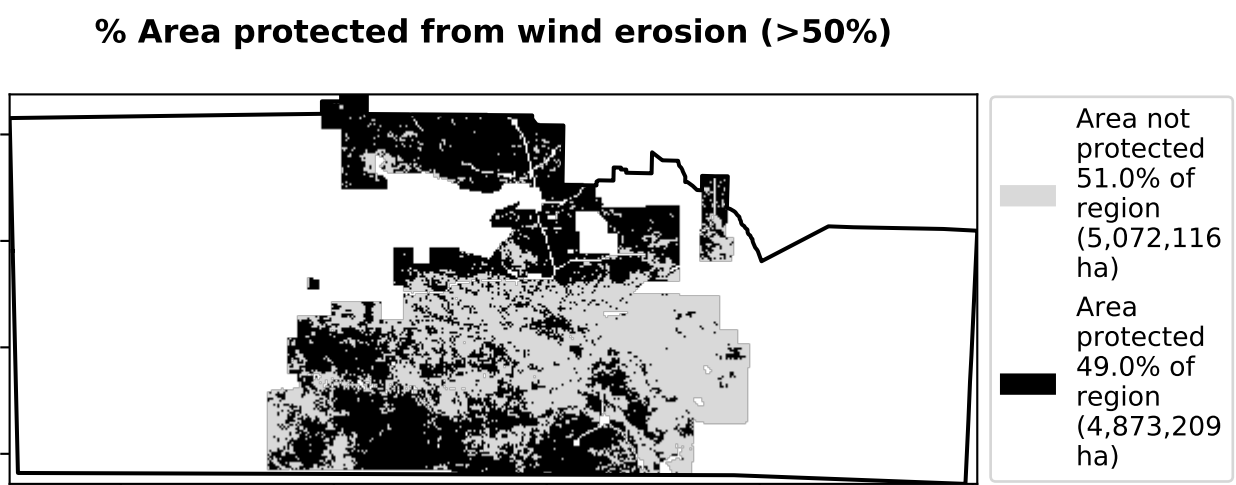 % Area protected from wind erosion (>50%)
Area not
protected
51.0% of
region
(5,072,116
ha)
Area
protected
49.0% of
region
(4,873,209
ha)